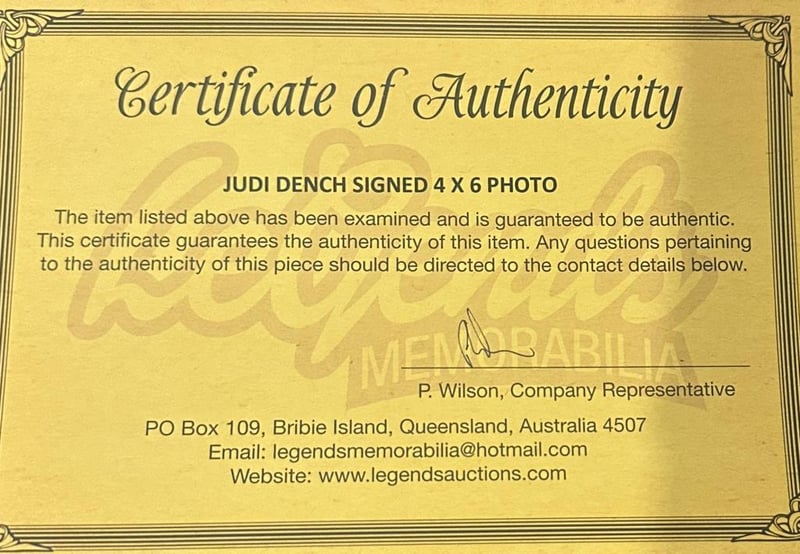 Certificate of Authenticity
JUDI DENCH SIGNED 4 X 6 PHOTO
The item listed above has been examined and is guaranteed to be authentic.
This certificate guarantees the authenticity of this item. Any questions pertaining
to the authenticity of this piece should be directed to the contact details below.
Legends
MEMORABILIA
P. Wilson, Company Representative
PO Box 109, Bribie Island, Queensland, Australia 4507
Email: legendsmemorabilia@hotmail.com
Website: www.legendsauctions.com